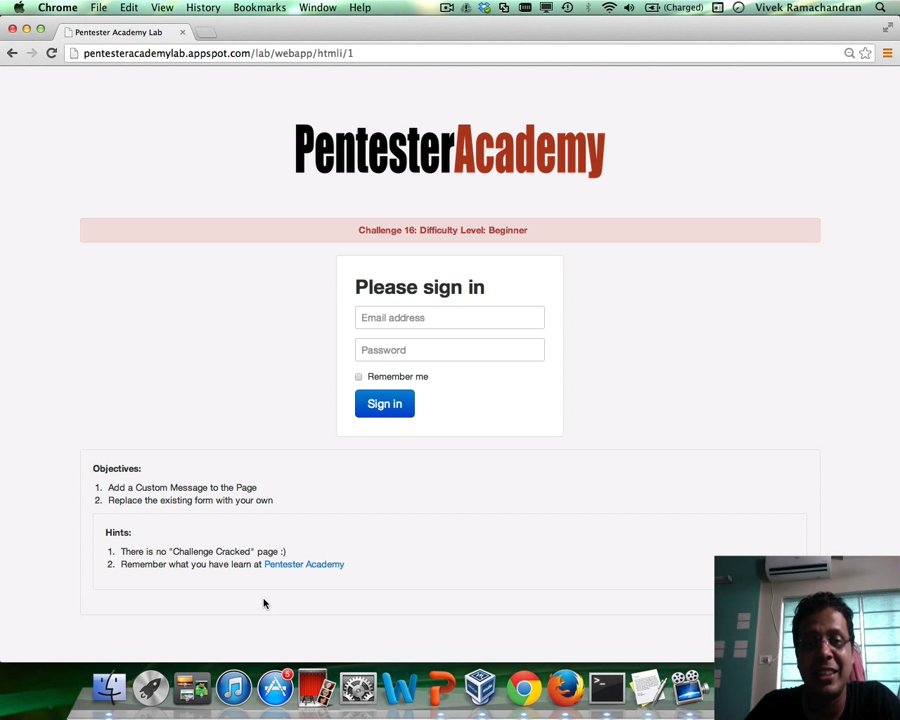 Chrome File Edit View History Bookmarks Window Help (Charged) Vivek Ramachandran
Pentester Academy Lab
pentesteracademylab.appspot.com/lab/webapp/htmli/1
PentesterAcademy
Challenge 16: Difficulty Level: Beginner
Please sign in
Email address
Password
Remember me
Sign in
Objectives:
1. Add a Custom Message to the Page
2. Replace the existing form with your own
Hints:
1. There is no "Challenge Cracked" page :)
2. Remember what you have learn at Pentester Academy
5